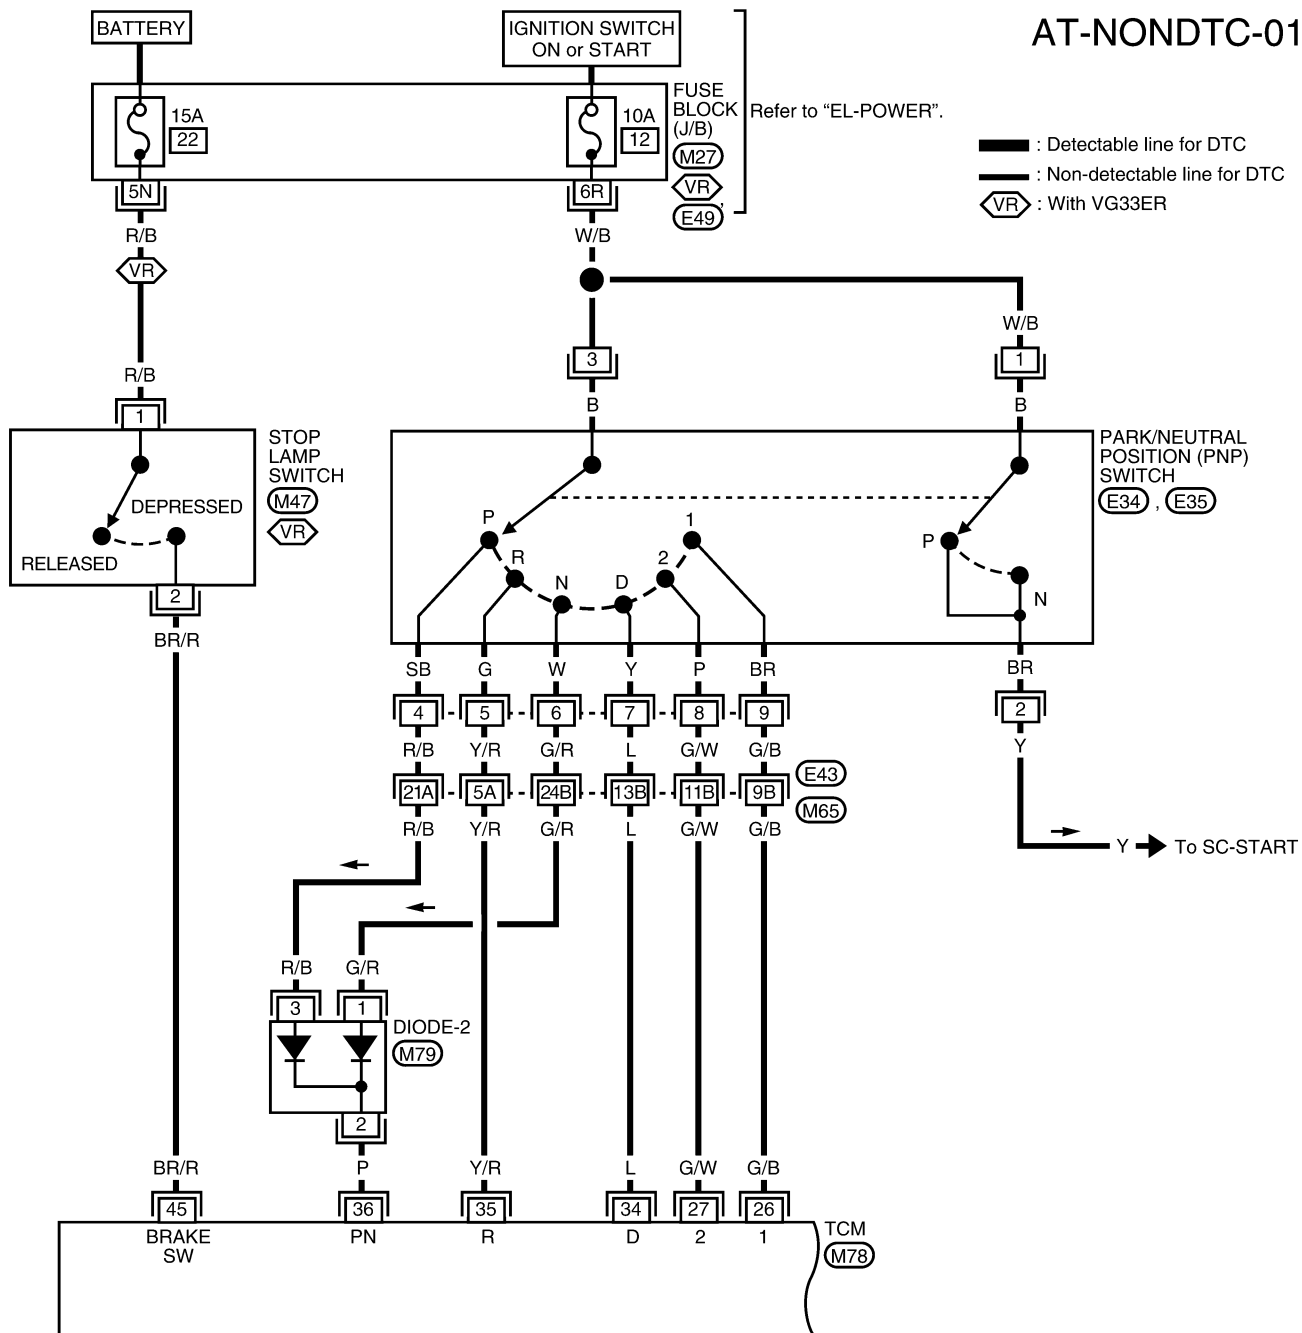 AT-NONDTC-01
BATTERY
IGNITION SWITCH
ON or START
15A
22
10A
12
FUSE
BLOCK
(J/B)
M27
VR
,
E49
Refer to “EL-POWER”.
: Detectable line for DTC
: Non-detectable line for DTC
VR : With VG33ER
5N
6R
R/B
W/B
VR
W/B
R/B
3
1
B
B
1
STOP
LAMP
SWITCH
M47
VR
DEPRESSED
RELEASED
2
BR/R
PARK/NEUTRAL
POSITION (PNP)
SWITCH
E34 , E35
P
R
N
D
2
1
P
N
SB G W Y P BR
BR
4 5 6 7 8 9
2
R/B Y/R G/R L G/W G/B
Y
21A 5A 24B 13B 11B 9B
E43
M65
R/B Y/R G/R L G/W G/B
Y To SC-START
R/B G/R
3 1
DIODE-2
M79
2
BR/R P Y/R L G/W G/B
45 36 35 34 27 26
BRAKE
SW
PN R D 2 1
TCM
M78